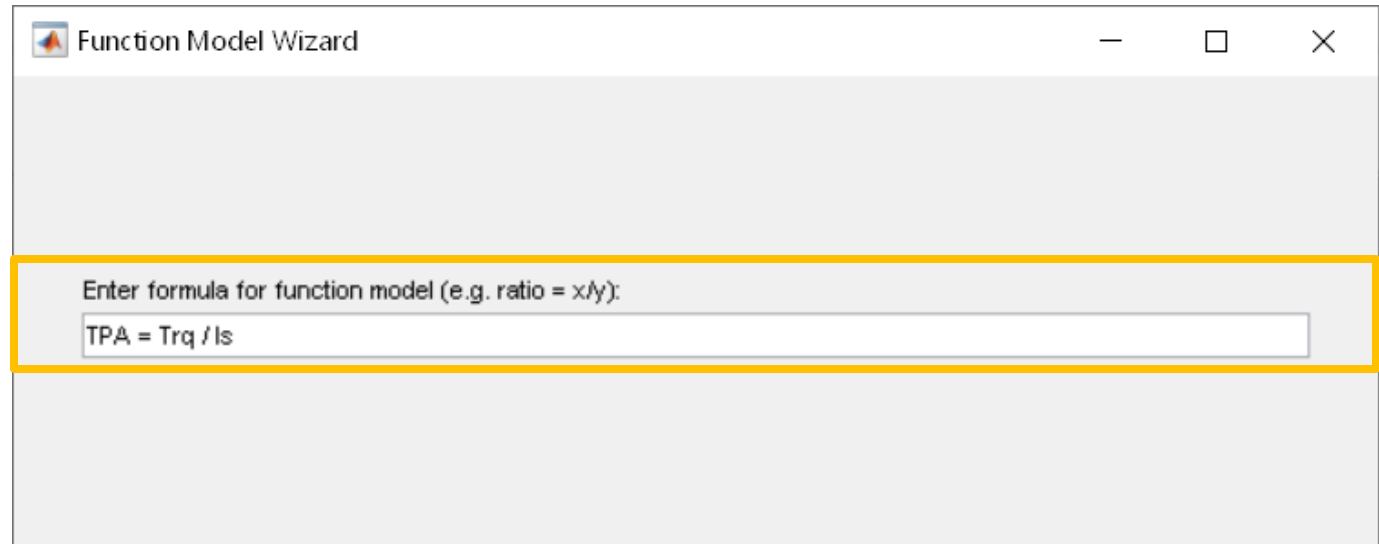 Function Model Wizard
Enter formula for function model (e.g. ratio = x/y):
TPA = Trq / Is